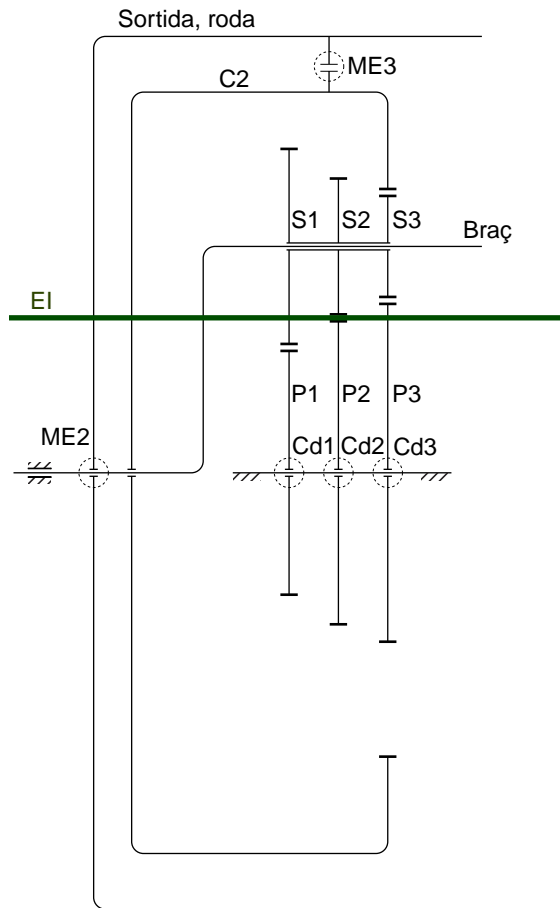 Sortida, roda
ME3
C2
S1 S2 S3
Braç
EI
P1 P2 P3
ME2
Cd1 Cd2 Cd3